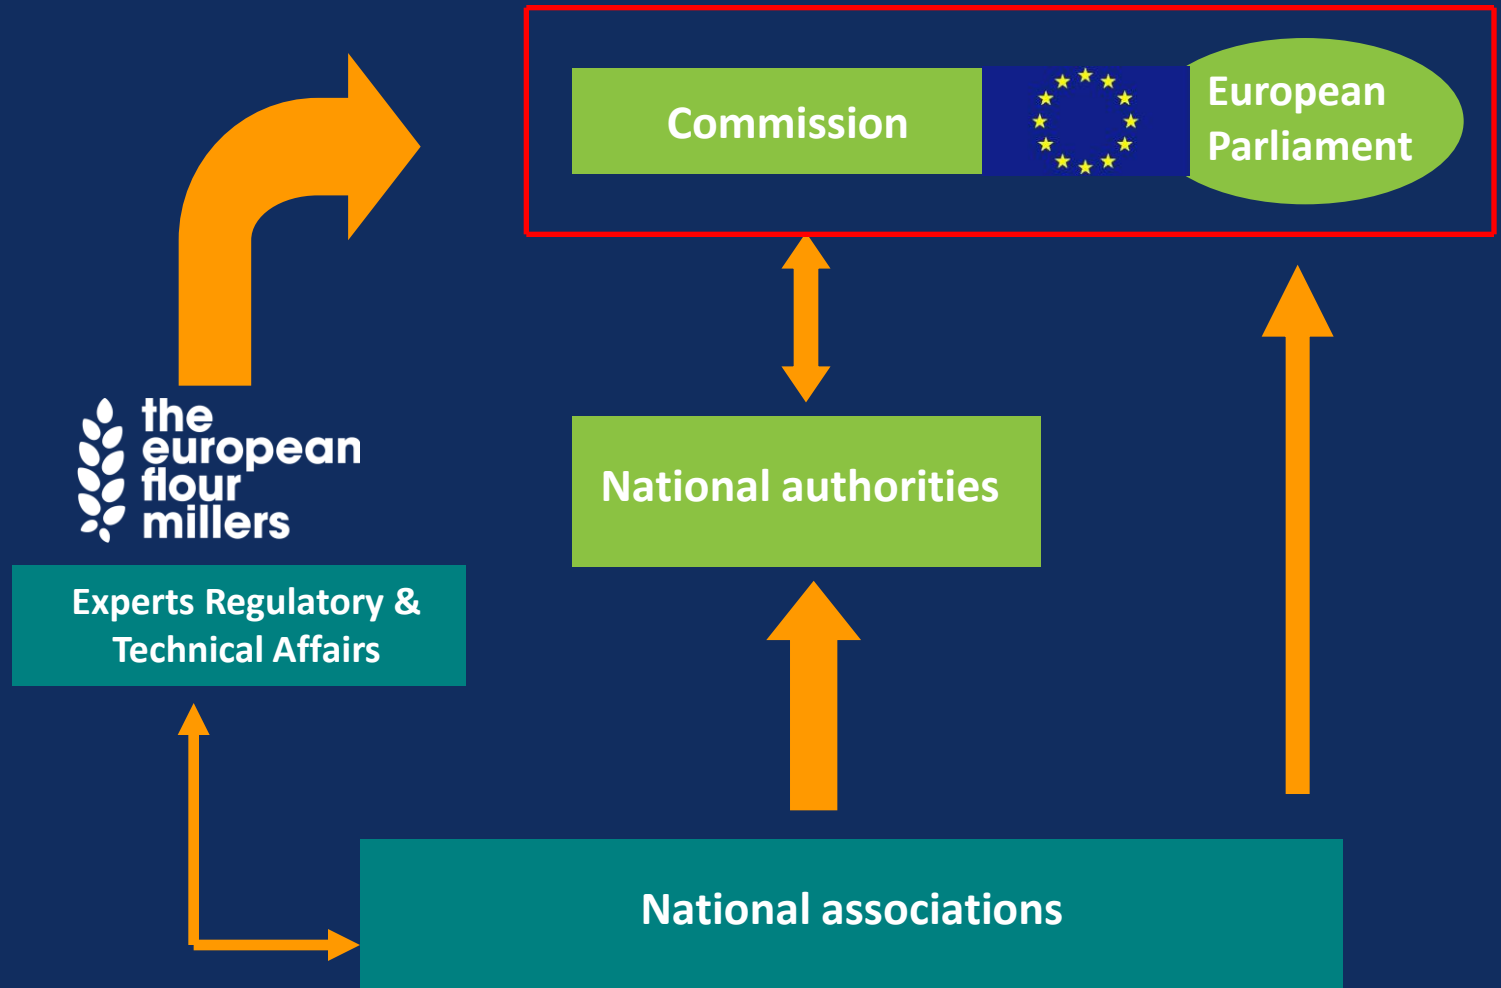 Commission
European
Parliament
the
european
flour
millers
National authorities
Experts Regulatory &
Technical Affairs
National associations